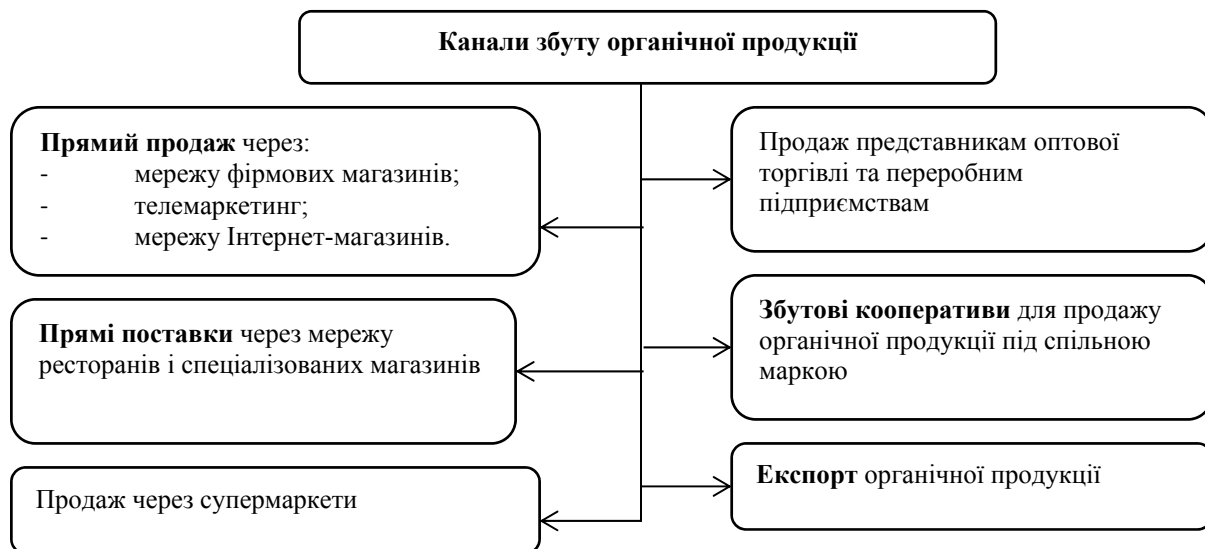 Канали збуту органічної продукції
Прямий продаж через:
- мережу фірмових магазинів;
- телемаркетинг;
- мережу Інтернет-магазинів.
Прямі поставки через мережу
ресторанів і спеціалізованих магазинів
Продаж через супермаркети
Продаж представникам оптової
торгівлі та переробним
підприємствам
Збутові кооперативи для продажу
органічної продукції під спільною
маркою
Експорт органічної продукції